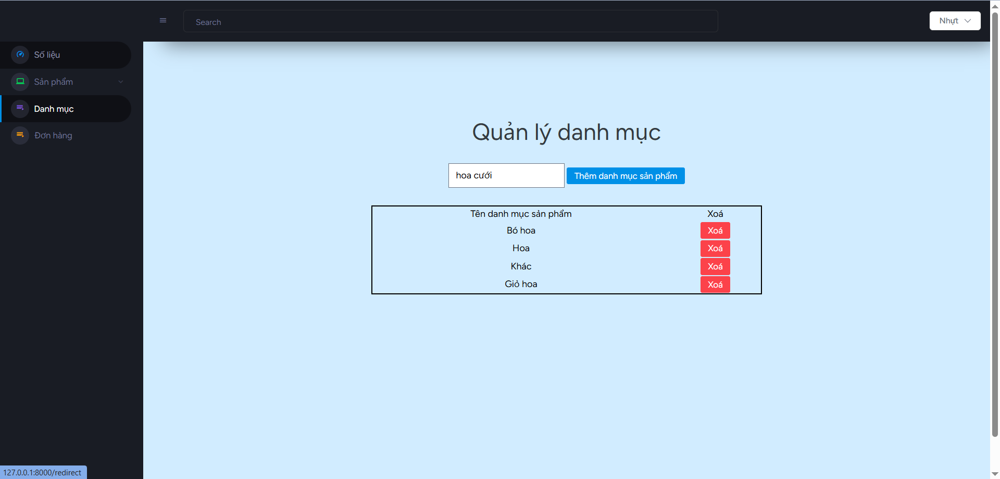 Search
Nhựt
Số liệu
Sản phẩm
Danh mục
Đơn hàng
Quản lý danh mục
hoa cưới Thêm danh mục sản phẩm
Tên danh mục sản phẩm Xoá
Bó hoa Xoá
Hoa Xoá
Khác Xoá
Giỏ hoa Xoá
127.0.0.1:8000/redirect